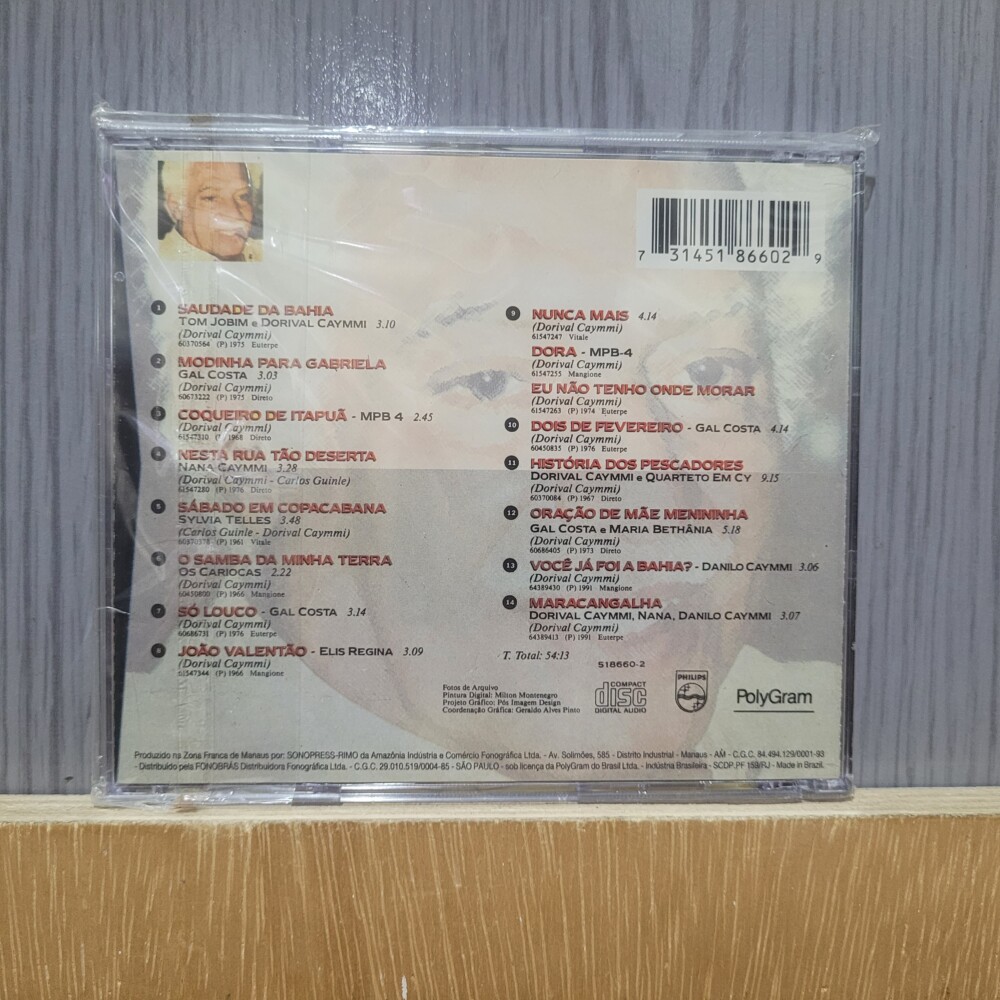 7 31451 86602 9
1 SAUDADE DA BAHIA
TOM JOBIM e DORIVAL CAYMMI 3.10
(Dorival Caymmi)
60370564 (P) 1975 Euterpe
2 MODINHA PARA GABRIELA
GAL COSTA 3.03
(Dorival Caymmi)
60673222 (P) 1975 Direto
3 COQUEIRO DE ITAPUÃ - MPB 4 2.45
(Dorival Caymmi)
61547310 (P) 1968 Direto
4 NESTA RUA TÃO DESERTA
NANA CAYMMI 3.28
(Dorival Caymmi - Carlos Guinle)
61547280 (P) 1976 Direto
5 SÁBADO EM COPACABANA
SYLVIA TELLES 3.48
(Carlos Guinle - Dorival Caymmi)
(P) 1961 Vitale
6 O SAMBA DA MINHA TERRA
OS CARIOCAS 2.22
(Dorival Caymmi)
60450800 (P) 1966 Mangione
7 SÓ LOUCO - GAL COSTA 3.14
(Dorival Caymmi)
60686731 (P) 1976 Euterpe
8 JOÃO VALENTÃO - ELIS REGINA 3.09
(Dorival Caymmi)
61547344 (P) 1966 Mangione
9 NUNCA MAIS 4.14
(Dorival Caymmi)
61547247 Vitale
DORA - MPB-4
(Dorival Caymmi)
61547255 Mangione
EU NÃO TENHO ONDE MORAR
(Dorival Caymmi)
61547263 (P) 1974 Euterpe
10 DOIS DE FEVEREIRO - GAL COSTA 4.14
(Dorival Caymmi)
60450835 (P) 1976 Euterpe
11 HISTÓRIA DOS PESCADORES
DORIVAL CAYMMI e QUARTETO EM CY 9.15
(Dorival Caymmi)
60370084 (P) 1967 Direto
12 ORAÇÃO DE MÃE MENININHA
GAL COSTA e MARIA BETHÂNIA 5.18
(Dorival Caymmi)
60686405 (P) 1973 Direto
13 VOCÊ JÁ FOI A BAHIA? - DANILO CAYMMI 3.06
(Dorival Caymmi)
64389430 (P) 1991 Mangione
14 MARACANGALHA
DORIVAL CAYMMI, NANA, DANILO CAYMMI 3.07
(Dorival Caymmi)
64389413 (P) 1991 Euterpe
T. Total: 54:13
518660-2
Fotos de Arquivo
Pintura Digital: Milton Montenegro
Projeto Gráfico: Pós Imagem Design
Coordenação Gráfica: Geraldo Alves Pinto
COMPACT
disc
DIGITAL AUDIO
PHILIPS
PolyGram
Produzido na Zona Franca de Manaus por: SONOPRESS-RIMO da Amazônia Indústria e Comércio Fonográfica Ltda. - Av. Solimões, 585 - Distrito Industrial - Manaus - AM - C.G.C. 84.494.129/0001-93
- Distribuído pela FONOBRÁS Distribuidora Fonográfica Ltda. - C.G.C. 29.010.519/0004-65 - SÃO PAULO - sob licença da PolyGram do Brasil Ltda. - Indústria Brasileira - SCDP.PF 159/RJ - Made in Brazil.